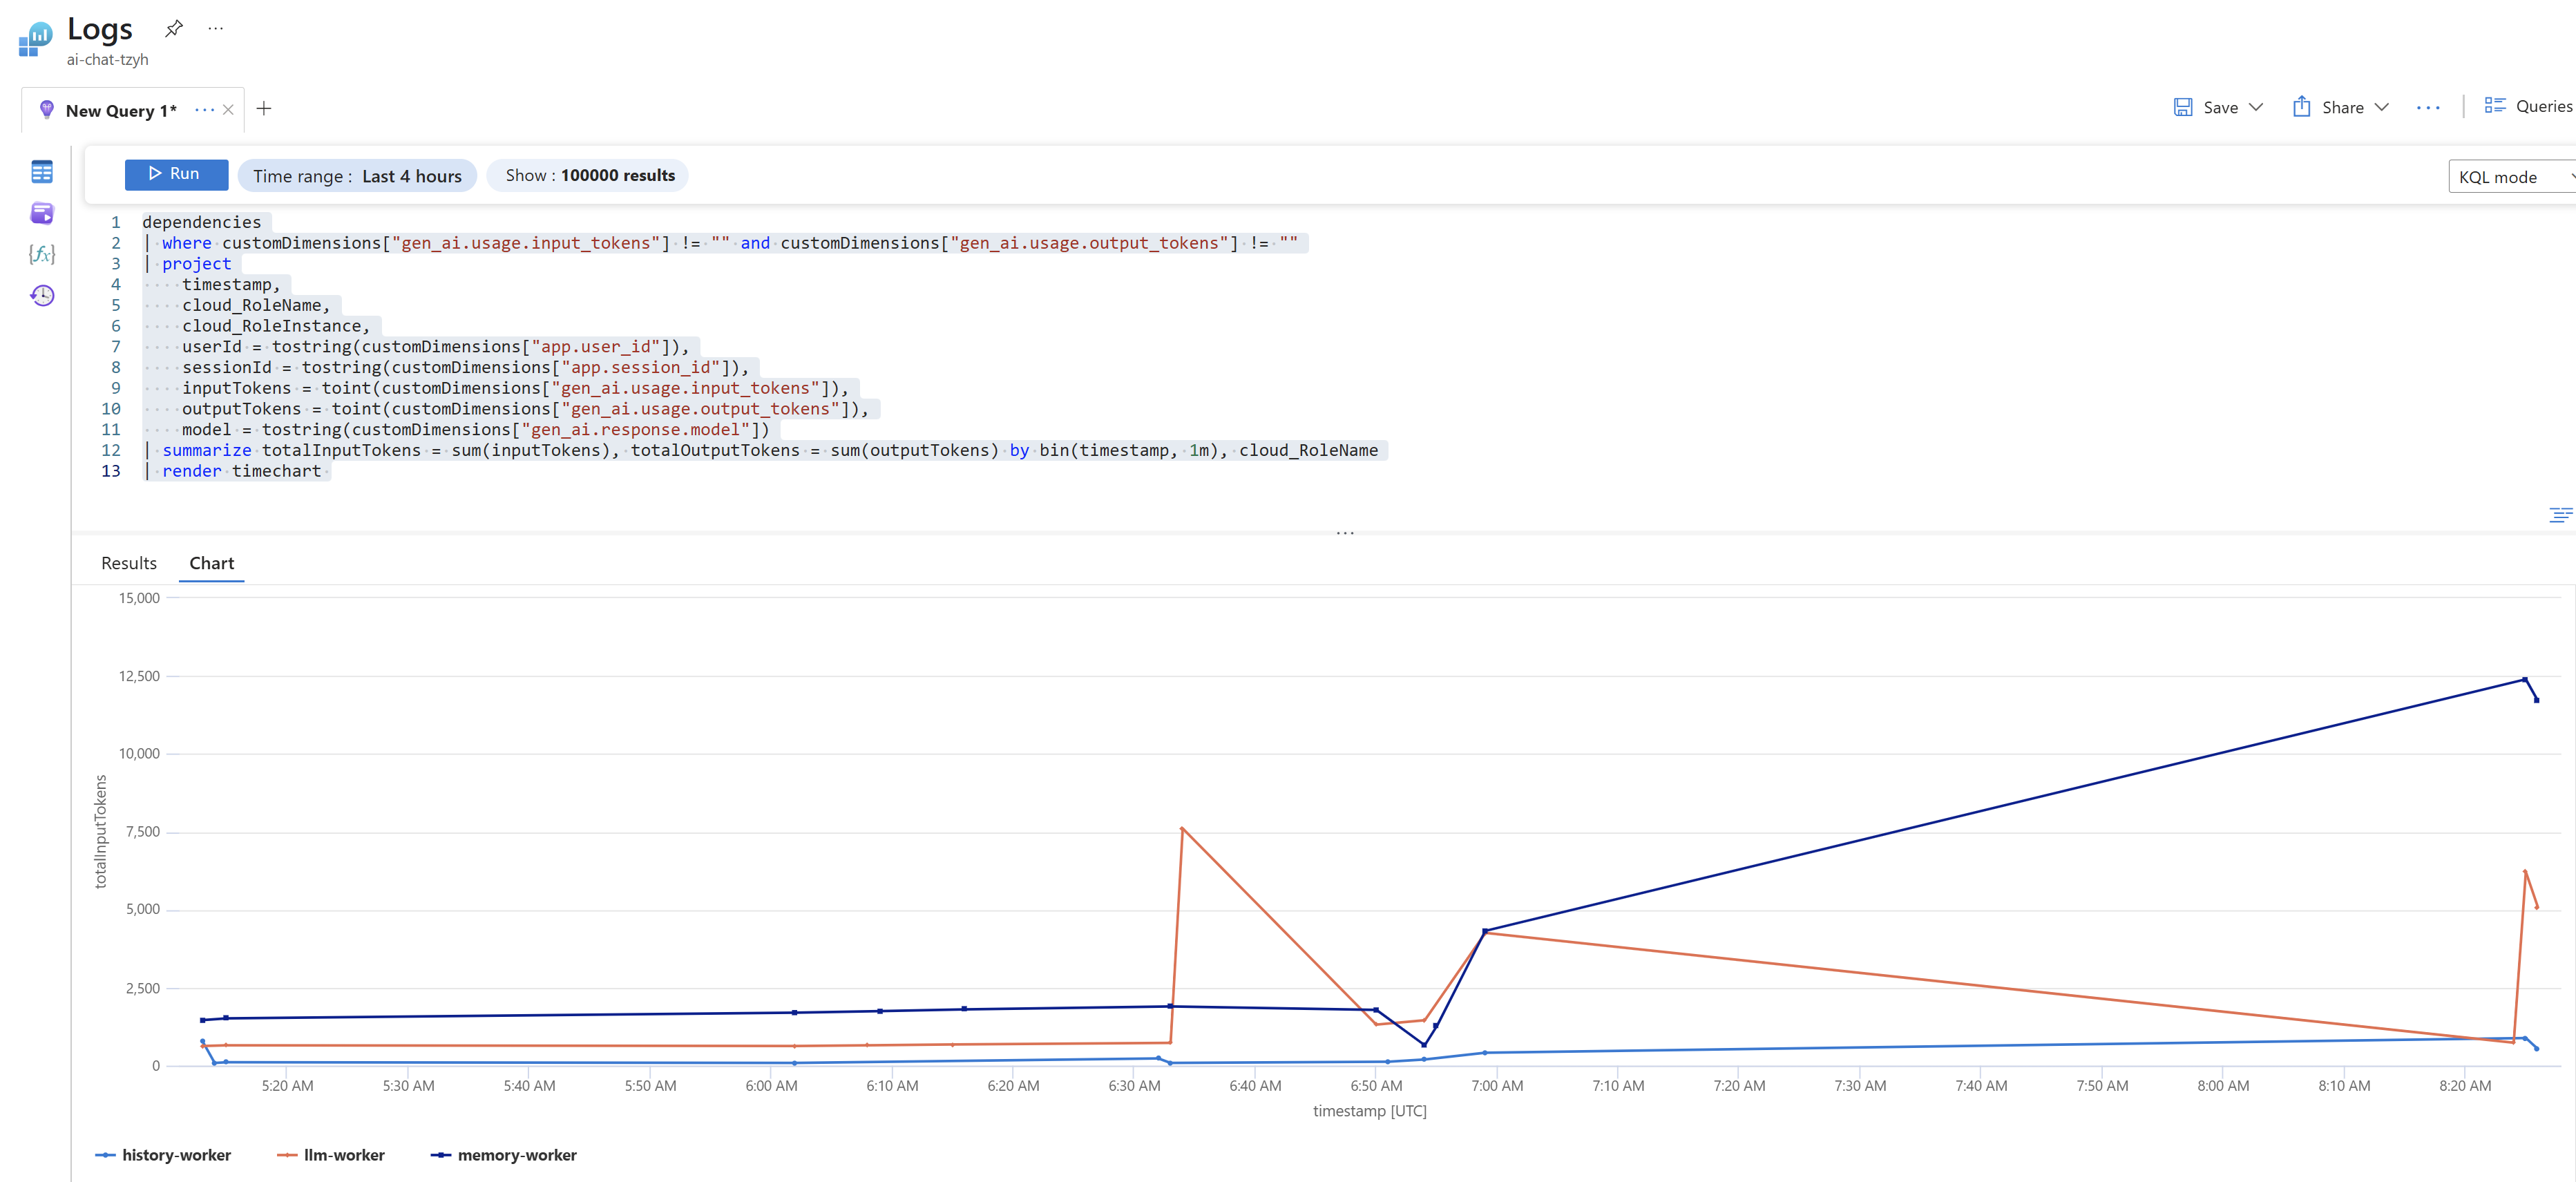 Logs
ai-chat-tzyh
New Query 1*
Save
Share
Queries
Run
Time range : Last 4 hours
Show : 100000 results
KQL mode
1 dependencies
2 | where customDimensions["gen_ai.usage.input_tokens"] != "" and customDimensions["gen_ai.usage.output_tokens"] != ""
3 | project
4     timestamp,
5     cloud_RoleName,
6     cloud_RoleInstance,
7     userId = tostring(customDimensions["app.user_id"]),
8     sessionId = tostring(customDimensions["app.session_id"]),
9     inputTokens = toint(customDimensions["gen_ai.usage.input_tokens"]),
10     outputTokens = toint(customDimensions["gen_ai.usage.output_tokens"]),
11     model = tostring(customDimensions["gen_ai.response.model"])
12 | summarize totalInputTokens = sum(inputTokens), totalOutputTokens = sum(outputTokens) by bin(timestamp, 1m), cloud_RoleName
13 | render timechart
Results
Chart
15,000
12,500
10,000
7,500
5,000
2,500
0
totalInputTokens
5:20 AM 5:30 AM 5:40 AM 5:50 AM 6:00 AM 6:10 AM 6:20 AM 6:30 AM 6:40 AM 6:50 AM 7:00 AM 7:10 AM 7:20 AM 7:30 AM 7:40 AM 7:50 AM 8:00 AM 8:10 AM 8:20 AM
timestamp [UTC]
history-worker llm-worker memory-worker